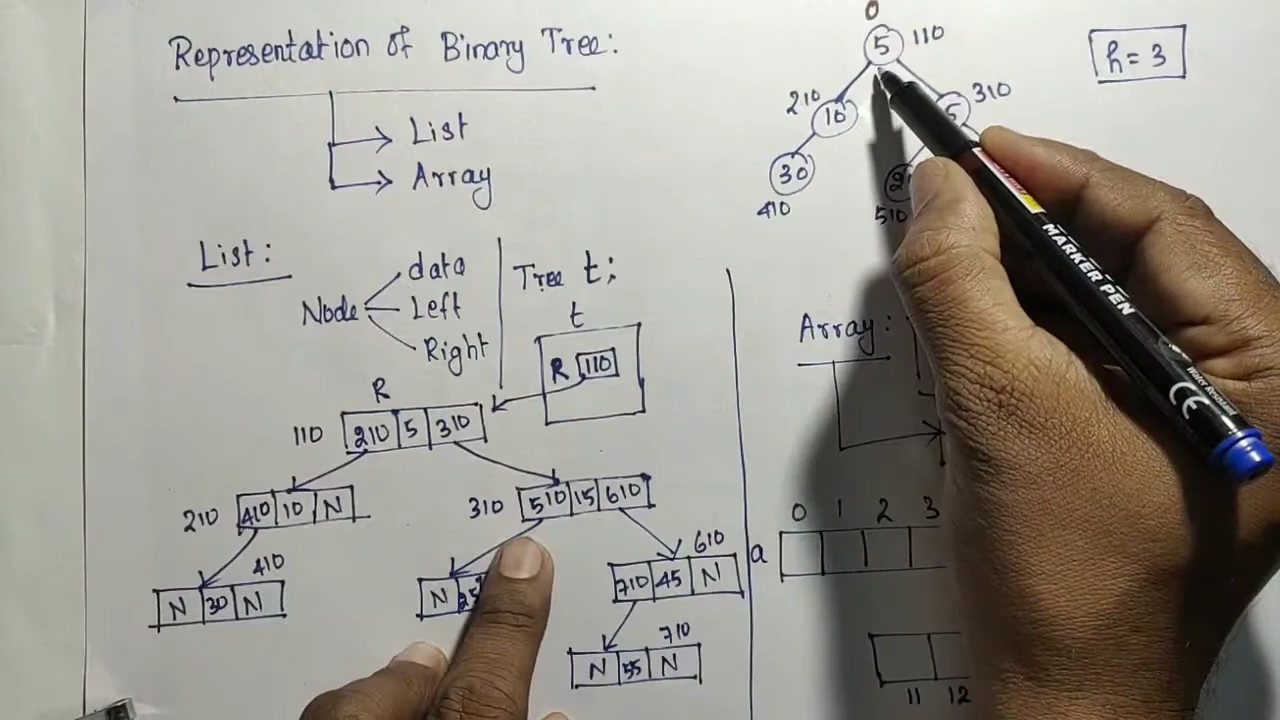 Representation of Binary Tree:
List
Array
0
5 110
210 10
310
30
410
510
h=3
List:
Node
data
Left
Right
Tree t;
t
R 110
R
110 210 5 310
210 410 10 N
310 510 15 610
410
N 30 N
N 25
610
710 45 N
710
N 55 N
Array:
0 1 2 3
a
11 12
MARKER PEN
CE